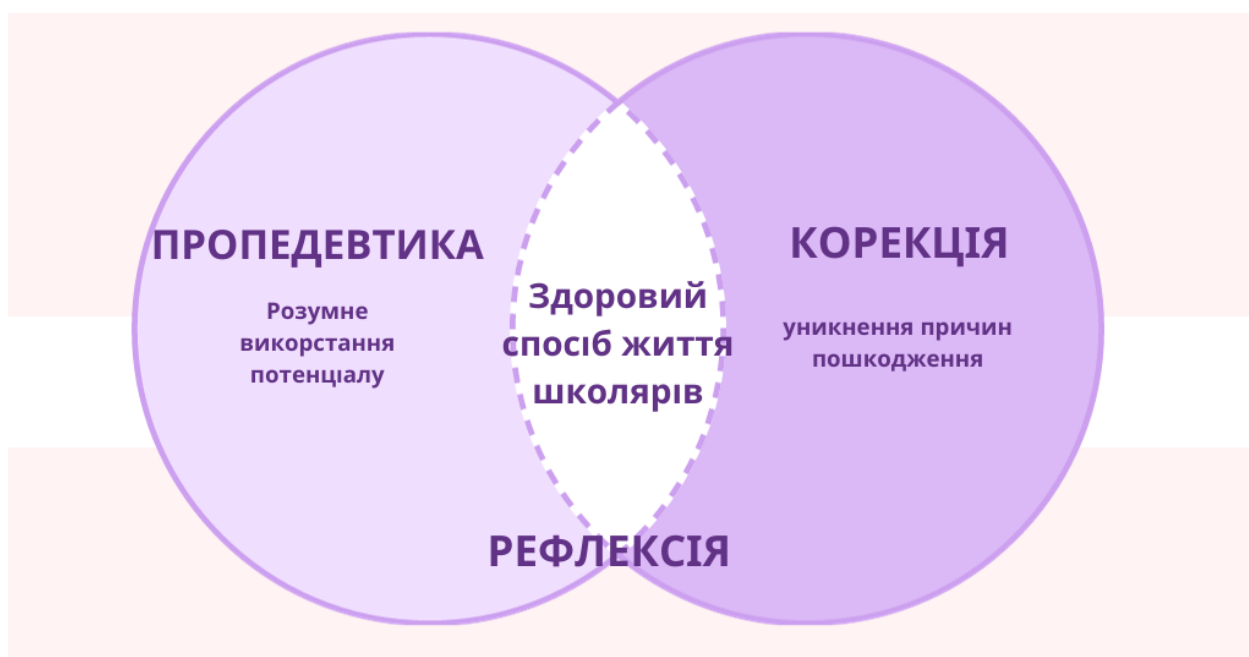 ПРОПЕДЕВТИКА
Розумне
викорстання
потенціалу
Здоровий
спосіб життя
школярів
КОРЕКЦІЯ
уникнення причин
пошкодження
РЕФЛЕКСІЯ